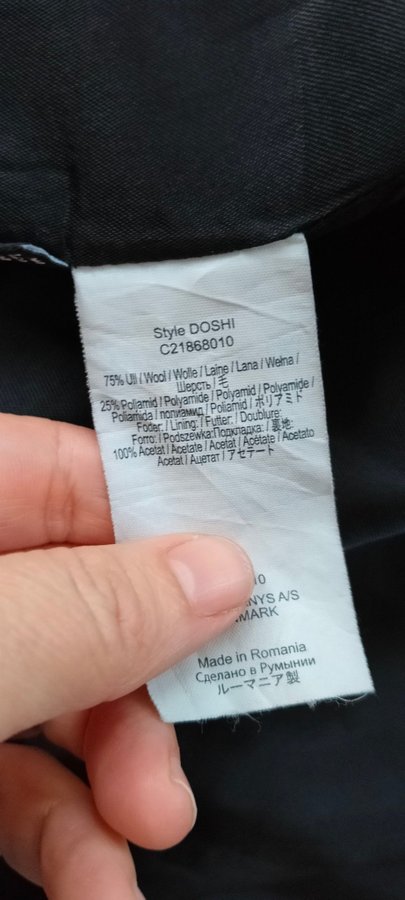 Style DOSHI
C21868010
75% Ull / Wool / Wolle / Laine / Lana / Wełna /
Шерсть / 毛
25% Poliamid / Polyamide / Polyamid / Polyamide /
Poliamida / полиамид / Poliamid / ポリアミド
Foder: / Lining: / Futter: / Doublure:
Forro: / Podszewka:Подкладка: / 裏地:
100% Acetat / Acetate / Acetat / Acétate / Acetato
Acetat / Ацетат / アセテート
10
A/S
Made in Romania
Сделано в Румынии
ルーマニア製